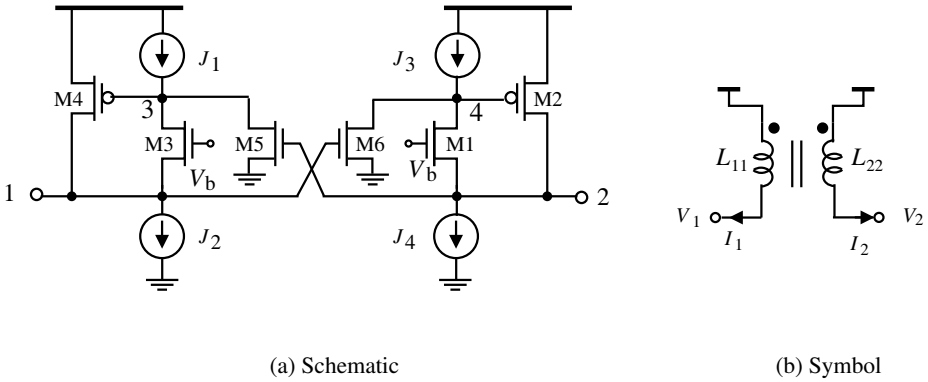 J1
J3
M4
3
4
M2
M3
M5
M6
M1
Vb
Vb
1
2
J2
J4
L11
L22
V1
V2
I1
I2
(a) Schematic
(b) Symbol